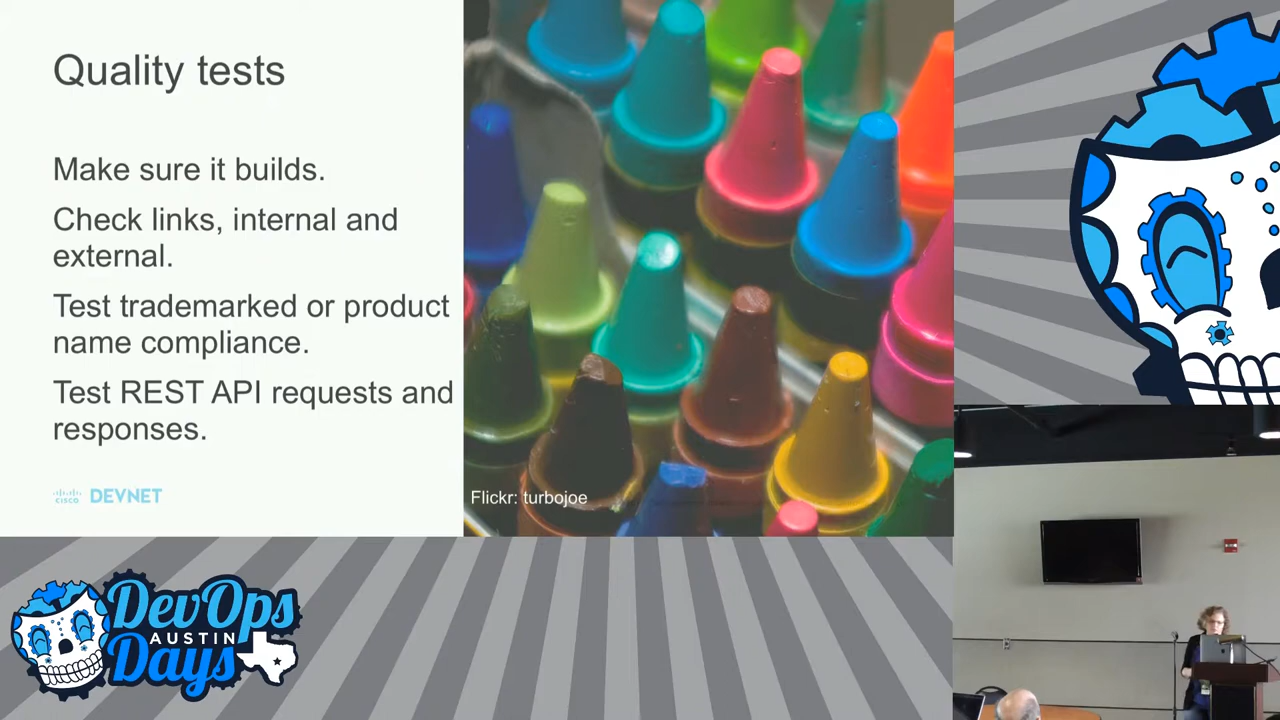 Quality tests
Make sure it builds.
Check links, internal and
external.
Test trademarked or product
name compliance.
Test REST API requests and
responses.
cisco DEVNET
Flickr: turbojoe
DevOps
AUSTIN
Days